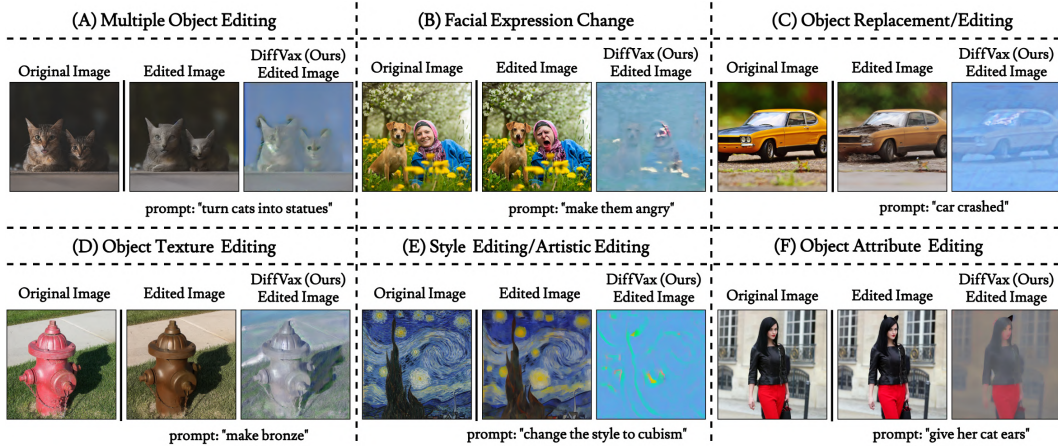 (A) Multiple Object Editing
Original Image
Edited Image
DiffVax (Ours)
Edited Image
prompt: "turn cats into statues"
(B) Facial Expression Change
Original Image
Edited Image
DiffVax (Ours)
Edited Image
prompt: "make them angry"
(C) Object Replacement/Editing
Original Image
Edited Image
DiffVax (Ours)
Edited Image
prompt: "car crashed"
(D) Object Texture Editing
Original Image
Edited Image
DiffVax (Ours)
Edited Image
prompt: "make bronze"
(E) Style Editing/Artistic Editing
Original Image
Edited Image
DiffVax (Ours)
Edited Image
prompt: "change the style to cubism"
(F) Object Attribute Editing
Original Image
Edited Image
DiffVax (Ours)
Edited Image
prompt: "give her cat ears"